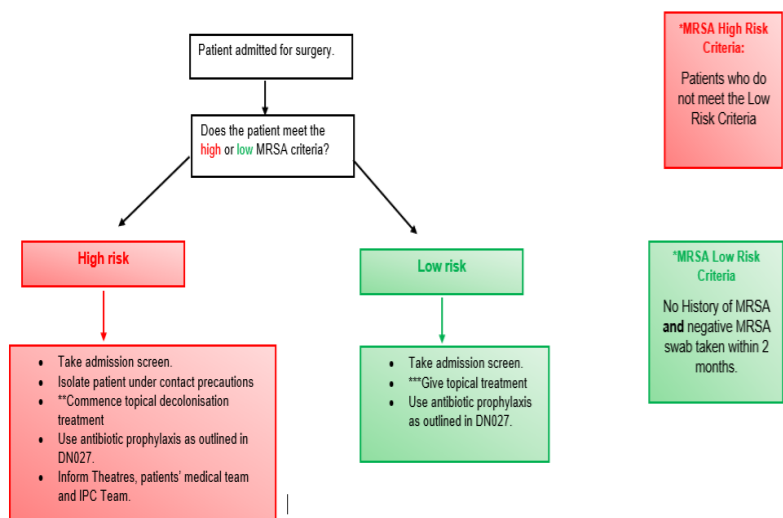 Patient admitted for surgery.
Does the patient meet the
high or low MRSA criteria?
High risk
Low risk
• Take admission screen.
• Isolate patient under contact precautions
• **Commence topical decolonisation
treatment
• Use antibiotic prophylaxis as outlined in
DN027.
• Inform Theatres, patients’ medical team
and IPC Team.
• Take admission screen.
• ***Give topical treatment
• Use antibiotic prophylaxis
as outlined in DN027.
*MRSA High Risk
Criteria:
Patients who do
not meet the Low
Risk Criteria
*MRSA Low Risk
Criteria
No History of MRSA
and negative MRSA
swab taken within 2
months.